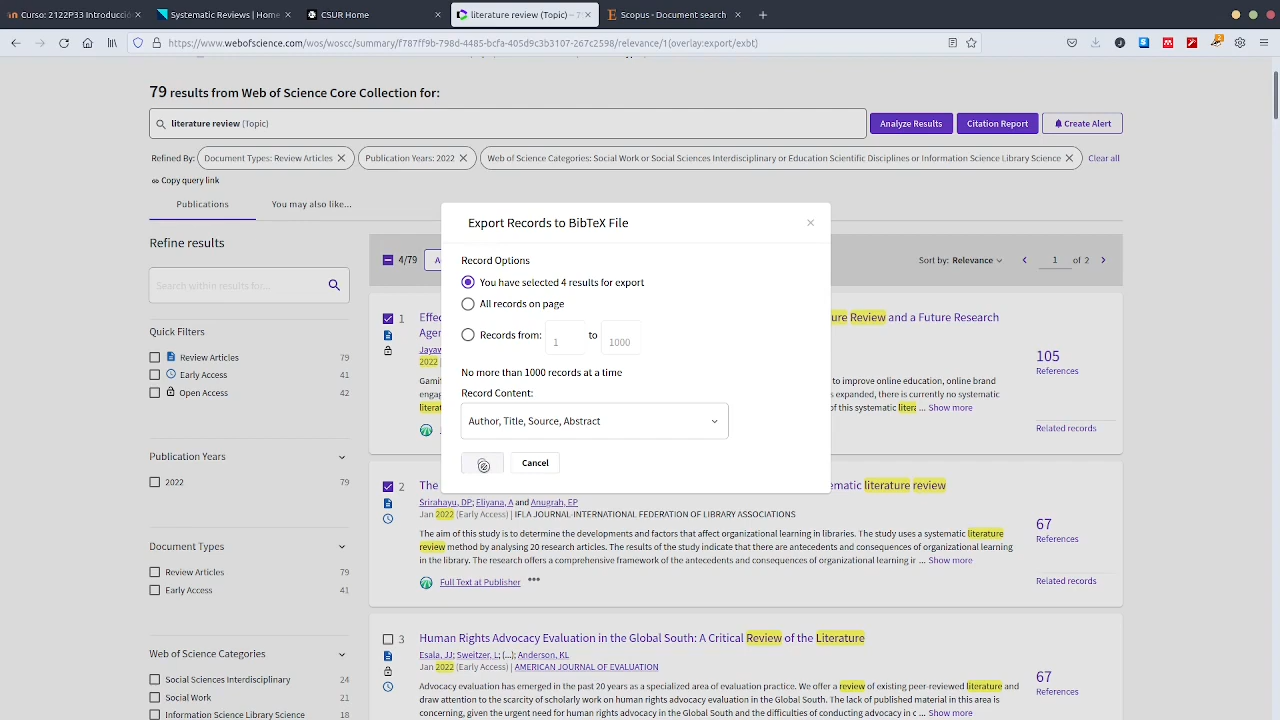 Curso: 2122P33 Introducció
Systematic Reviews | Home
CSUR Home
literature review (Topic) – 7
Scopus - Document search
https://www.webofscience.com/wos/woscc/summary/f787ff9b-798d-4485-bcfa-405d9c3b3107-267c2598/relevance/1(overlay:export/exbt)
79 results from Web of Science Core Collection for:
literature review (Topic)
Analyze Results
Citation Report
Create Alert
Refined By:
Document Types: Review Articles
Publication Years: 2022
Web of Science Categories: Social Work or Social Sciences Interdisciplinary or Education Scientific Disciplines or Information Science Library Science
Clear all
Copy query link
Publications
You may also like...
Export Records to BibTeX File
Record Options
You have selected 4 results for export
All records on page
Records from: 1 to 1000
No more than 1000 records at a time
Record Content:
Author, Title, Source, Abstract
Cancel
Refine results
Search within results for...
Quick Filters
Review Articles 79
Early Access 41
Open Access 42
Publication Years
2022 79
Document Types
Review Articles 79
Early Access 41
Web of Science Categories
Social Sciences Interdisciplinary 24
Social Work 21
Information Science Library Science 18
4/79
Sort by: Relevance
1 of 2
1
Effe
ure Review and a Future Research
Agen
Jayaw
2022
Gamif
to improve online education, online brand
engag
s expanded, there is currently no systematic
literat
of this systematic litera ... Show more
105
References
Related records
2
The
matic literature review
Srirahayu, DP; Eliyana, A and Anugrah, EP
Jan 2022 (Early Access) | IFLA JOURNAL-INTERNATIONAL FEDERATION OF LIBRARY ASSOCIATIONS
The aim of this study is to determine the developments and factors that affect organizational learning in libraries. The study uses a systematic literature
review method by analysing 20 research articles. The results of the study indicate that there are antecedents and consequences of organizational learning
in the library. The research offers a comprehensive framework of the antecedents and consequences of organizational learning ir ... Show more
Full Text at Publisher
67
References
Related records
3
Human Rights Advocacy Evaluation in the Global South: A Critical Review of the Literature
Esala, JJ; Sweitzer, L; (...); Anderson, KL
Jan 2022 (Early Access) | AMERICAN JOURNAL OF EVALUATION
Advocacy evaluation has emerged in the past 20 years as a specialized area of evaluation practice. We offer a review of existing peer-reviewed literature and
draw attention to the scarcity of scholarly work on human rights advocacy evaluation in the Global South. The lack of published material in this area is
concerning, given the urgent need for human rights advocacy in the Global South and the difficulties of conducting advocacy in c ... Show more
67
References